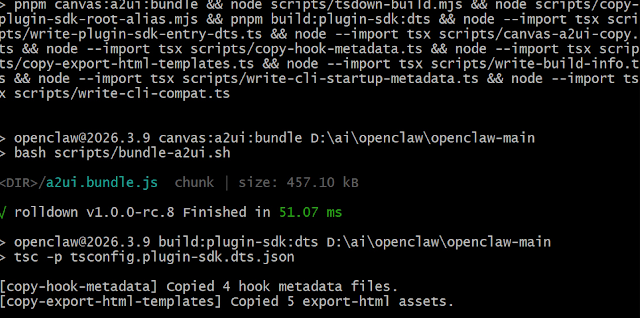 > pnpm canvas:a2ui:bundle && node scripts/tsdown-build.mjs && node scripts/copy-
plugin-sdk-root-alias.mjs && pnpm build:plugin-sdk:dts && node --import tsx scri
pts/write-plugin-sdk-entry-dts.ts && node --import tsx scripts/canvas-a2ui-copy.
ts && node --import tsx scripts/copy-hook-metadata.ts && node --import tsx scrip
ts/copy-export-html-templates.ts && node --import tsx scripts/write-build-info.t
s && node --import tsx scripts/write-cli-startup-metadata.ts && node --import ts
x scripts/write-cli-compat.ts
> openclaw@2026.3.9 canvas:a2ui:bundle D:\ai\openclaw\openclaw-main
> bash scripts/bundle-a2ui.sh
<DIR>/a2ui.bundle.js  chunk │ size: 457.10 kB
√ rolldown v1.0.0-rc.8 Finished in 51.07 ms
> openclaw@2026.3.9 build:plugin-sdk:dts D:\ai\openclaw\openclaw-main
> tsc -p tsconfig.plugin-sdk.dts.json
[copy-hook-metadata] Copied 4 hook metadata files.
[copy-export-html-templates] Copied 5 export-html assets.